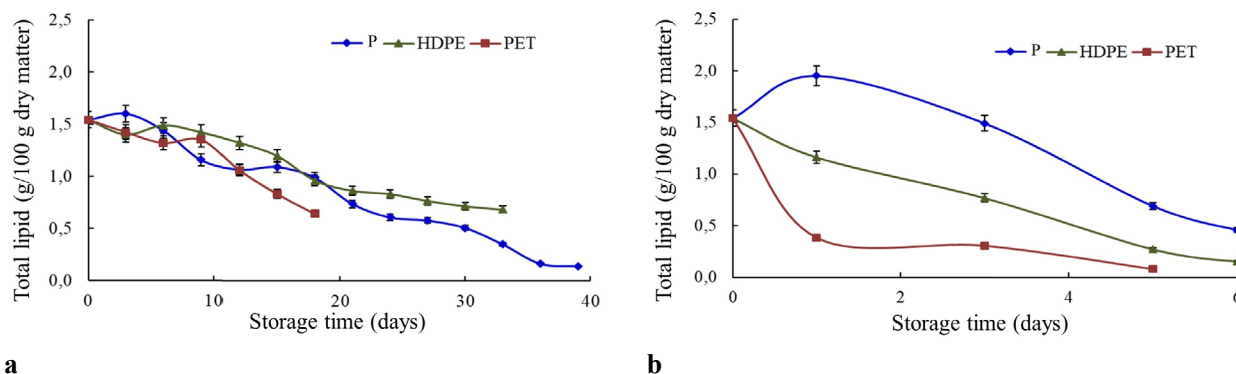 Total lipid (g/100 g dry matter)
2,5
2,0
1,5
1,0
0,5
0,0
P HDPE PET
0 10 20 30 40
Storage time (days)
a
Total lipid (g/100 g dry matter)
2,5
2,0
1,5
1,0
0,5
0,0
P HDPE PET
0 2 4 6
Storage time (days)
b